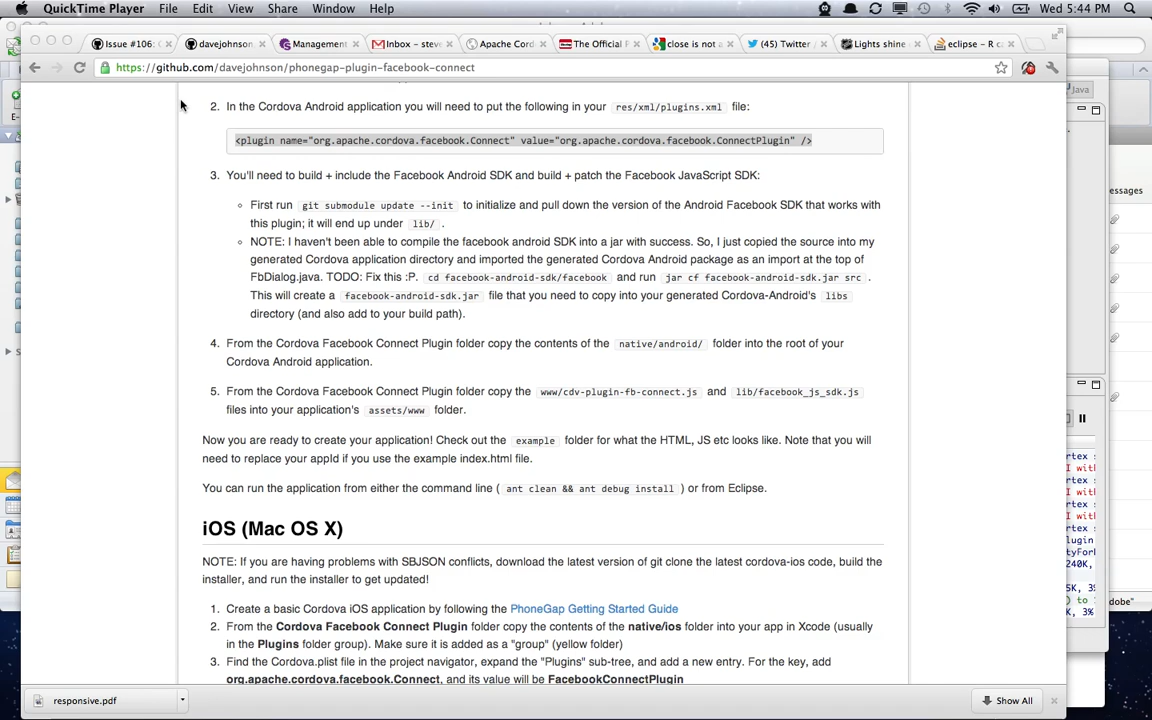 QuickTime Player File Edit View Share Window Help Wed 5:44 PM
Issue #106: davejohnson Management Inbox - steve Apache Cord The Official close is not a (45) Twitter / Lights shine eclipse - R ca
https://github.com/davejohnson/phonegap-plugin-facebook-connect
Java
2. In the Cordova Android application you will need to put the following in your res/xml/plugins.xml file:
<plugin name="org.apache.cordova.facebook.Connect" value="org.apache.cordova.facebook.ConnectPlugin" />
3. You'll need to build + include the Facebook Android SDK and build + patch the Facebook JavaScript SDK:
essages
First run git submodule update --init to initialize and pull down the version of the Android Facebook SDK that works with
this plugin; it will end up under lib/ .
NOTE: I haven't been able to compile the facebook android SDK into a jar with success. So, I just copied the source into my
generated Cordova application directory and imported the generated Cordova Android package as an import at the top of
FbDialog.java. TODO: Fix this :P. cd facebook-android-sdk/facebook and run jar cf facebook-android-sdk.jar src .
This will create a facebook-android-sdk.jar file that you need to copy into your generated Cordova-Android's libs
directory (and also add to your build path).
4. From the Cordova Facebook Connect Plugin folder copy the contents of the native/android/ folder into the root of your
Cordova Android application.
5. From the Cordova Facebook Connect Plugin folder copy the www/cdv-plugin-fb-connect.js and lib/facebook_js_sdk.js
files into your application's assets/www folder.
Now you are ready to create your application! Check out the example folder for what the HTML, JS etc looks like. Note that you will
need to replace your appId if you use the example index.html file.
You can run the application from either the command line ( ant clean && ant debug install ) or from Eclipse.
iOS (Mac OS X)
NOTE: If you are having problems with SBJSON conflicts, download the latest version of git clone the latest cordova-ios code, build the
installer, and run the installer to get updated!
1. Create a basic Cordova iOS application by following the PhoneGap Getting Started Guide
2. From the Cordova Facebook Connect Plugin folder copy the contents of the native/ios folder into your app in Xcode (usually
in the Plugins folder group). Make sure it is added as a "group" (yellow folder)
3. Find the Cordova.plist file in the project navigator, expand the "Plugins" sub-tree, and add a new entry. For the key, add
org.apache.cordova.facebook.Connect, and its value will be FacebookConnectPlugin
responsive.pdf Show All